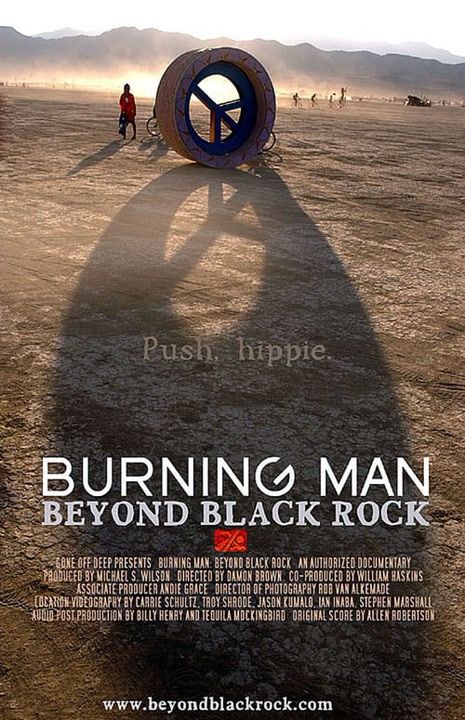 Push, hippie.
BURNING MAN
BEYOND BLACK ROCK
GONE OFF DEEP PRESENTS BURNING MAN: BEYOND BLACK ROCK AN AUTHORIZED DOCUMENTARY
PRODUCED BY MICHAEL S. WILSON DIRECTED BY DAMON BROWN CO-PRODUCED BY WILLIAM HASKINS
ASSOCIATE PRODUCER ANDIE GRACE DIRECTOR OF PHOTOGRAPHY ROB VAN ALKEMADE
LOCATION VIDEOGRAPHY BY CARRIE SCHULTZ, TROY SHRODE, JASON KUMALO, IAN INABA, STEPHEN MARSHALL
AUDIO POST PRODUCTION BY BILLY HENRY AND TEQUILA MOCKINGBIRD ORIGINAL SCORE BY ALLEN ROBERTSON
www.beyondblackrock.com